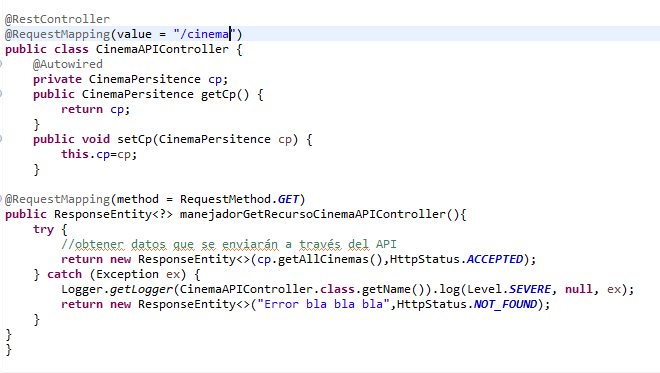 @RestController
@RequestMapping(value = "/cinema")
public class CinemaAPIController {
    @Autowired
    private CinemaPersitence cp;
    public CinemaPersitence getCp() {
        return cp;
    }
    public void setCp(CinemaPersitence cp) {
        this.cp=cp;
    }

@RequestMapping(method = RequestMethod.GET)
public ResponseEntity<?> manejadorGetRecursoCinemaAPIController(){
    try {
        //obtener datos que se enviarán a través del API
        return new ResponseEntity<>(cp.getAllCinemas(),HttpStatus.ACCEPTED);
    } catch (Exception ex) {
        Logger.getLogger(CinemaAPIController.class.getName()).log(Level.SEVERE, null, ex);
        return new ResponseEntity<>("Error bla bla bla",HttpStatus.NOT_FOUND);
    }
}
}